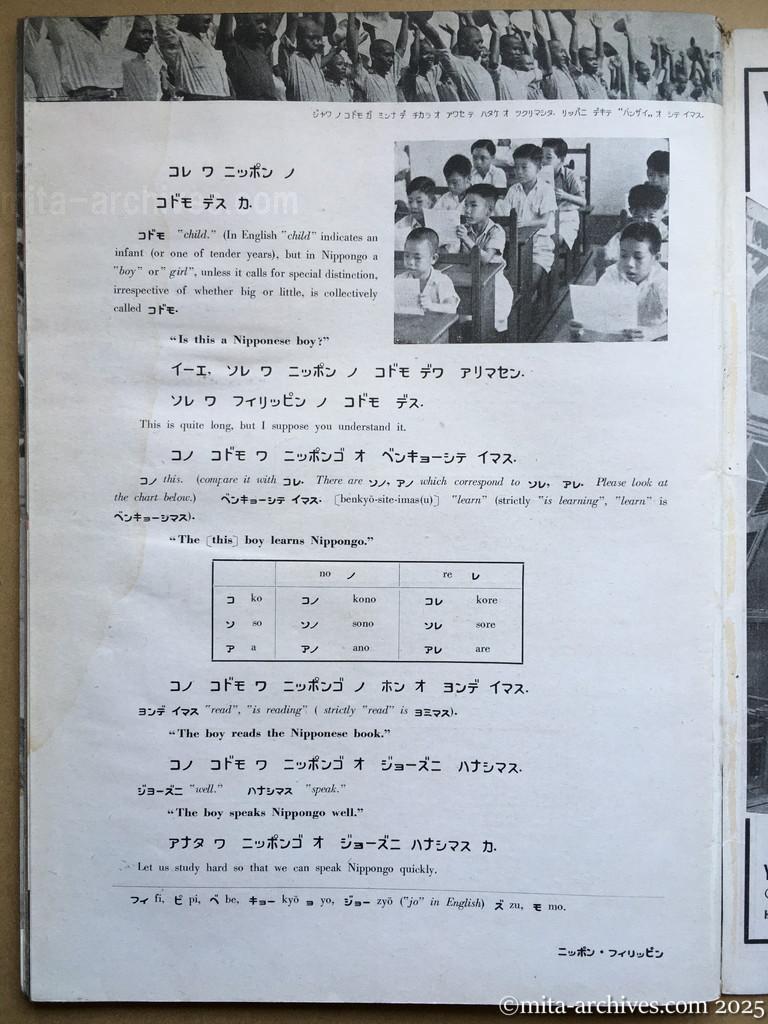 ジャワ ノ コドモ ガ ミンナ デ チカラ オ アワセ テ ハタケ オ ツクリマシタ. リッパニ デキテ "バンザイ" オ シテ イマス.
コレ ワ ニッポン ノ
コドモ デス カ.
コドモ "child." (In English "child" indicates an
infant (or one of tender years), but in Nippongo a
"boy" or "girl", unless it calls for special distinction,
irrespective of whether big or little, is collectively
called コドモ.
"Is this a Nipponese boy?"
イーエ, ソレ ワ ニッポン ノ コドモ デワ アリマセン.
ソレ ワ フィリッピン ノ コドモ デス.
This is quite long, but I suppose you understand it.
コノ コドモ ワ ニッポンゴ オ ベンキョーシテ イマス.
コノ this. (compare it with コレ. There are ソノ, アノ which correspond to ソレ, アレ. Please look at
the chart below.) ベンキョーシテ イマス. [benkyō-site-imas(u)] "learn" (strictly "is learning", "learn" is
ベンキョーシマス).
"The [this] boy learns Nippongo."
no ノ re レ
コ ko コノ kono コレ kore
ソ so ソノ sono ソレ sore
ア a アノ ano アレ are
コノ コドモ ワ ニッポンゴ ノ ホン オ ヨンデ イマス.
ヨンデ イマス "read", "is reading" ( strictly "read" is ヨミマス).
"The boy reads the Nipponese book."
コノ コドモ ワ ニッポンゴ オ ジョーズニ ハナシマス.
ジョーズニ "well." ハナシマス "speak."
"The boy speaks Nippongo well."
アナタ ワ ニッポンゴ オ ジョーズニ ハナシマス カ.
Let us study hard so that we can speak Nippongo quickly.
フィ fi, ピ pi, ベ be, キョー kyō ョ yo, ジョー zyō ("jo" in English) ズ zu, モ mo.
ニッポン・フィリッピン
mita-archives.com
©mita-archives.com 2025